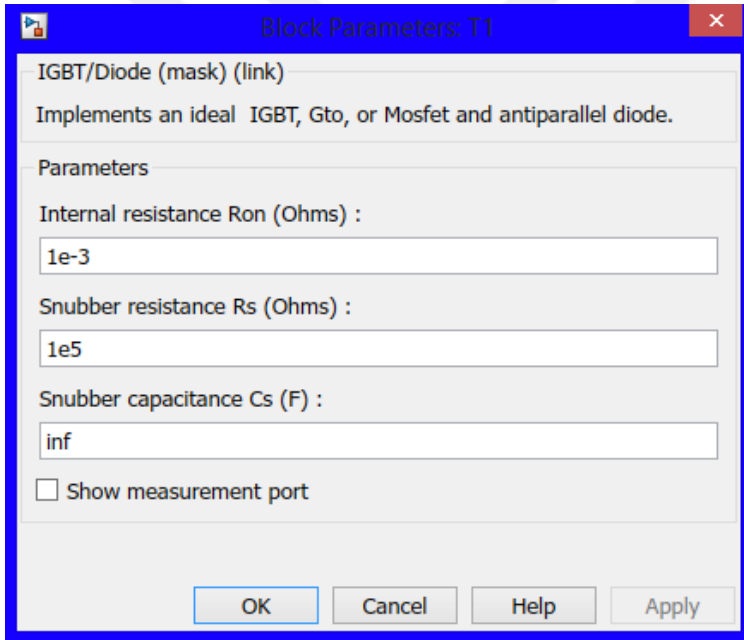 Block Parameters: T1
IGBT/Diode (mask) (link)
Implements an ideal  IGBT, Gto, or Mosfet and antiparallel diode.
Parameters
Internal resistance Ron (Ohms) :
1e-3
Snubber resistance Rs (Ohms) :
1e5
Snubber capacitance Cs (F) :
inf
Show measurement port
OK Cancel Help Apply